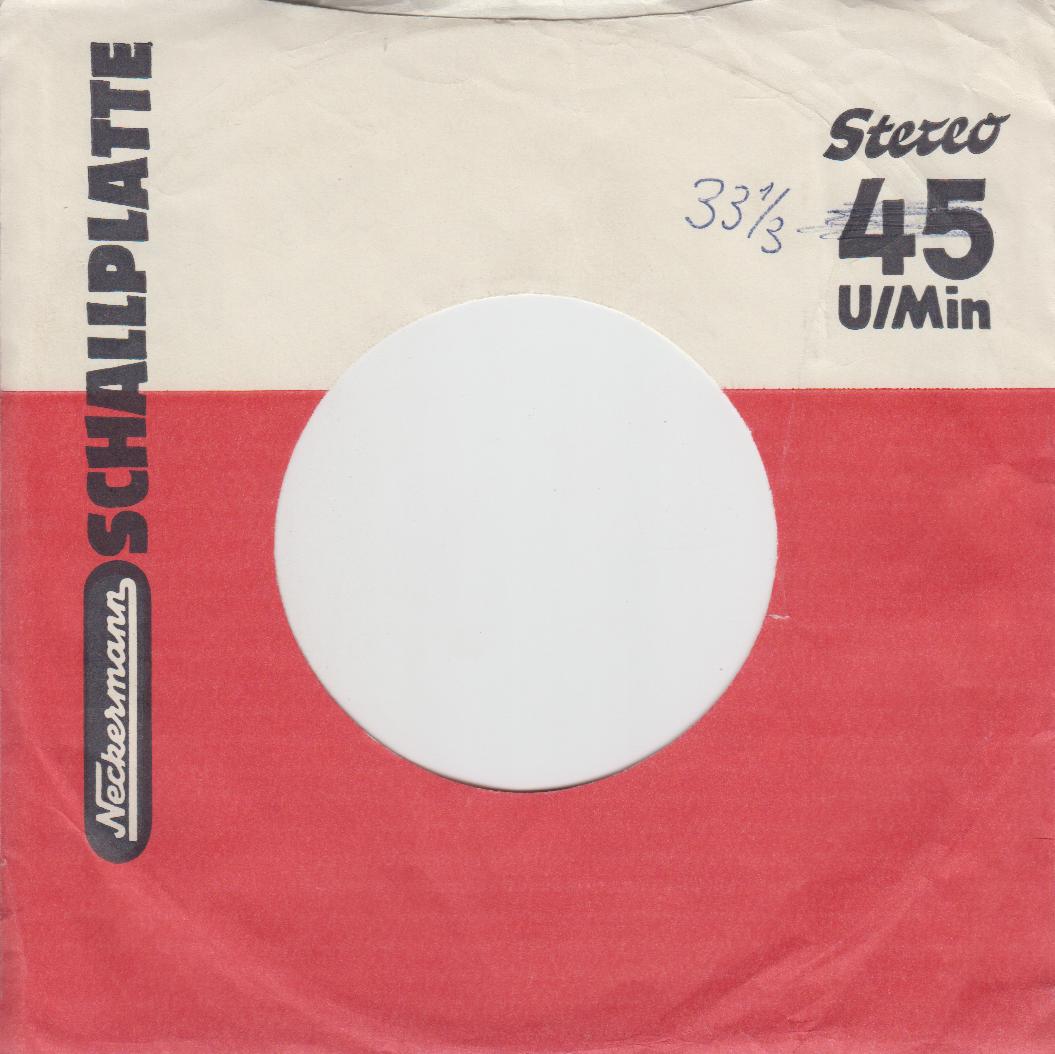 Neckermann SCHALLPLATTE
Stereo
33 1/3 45
U/Min